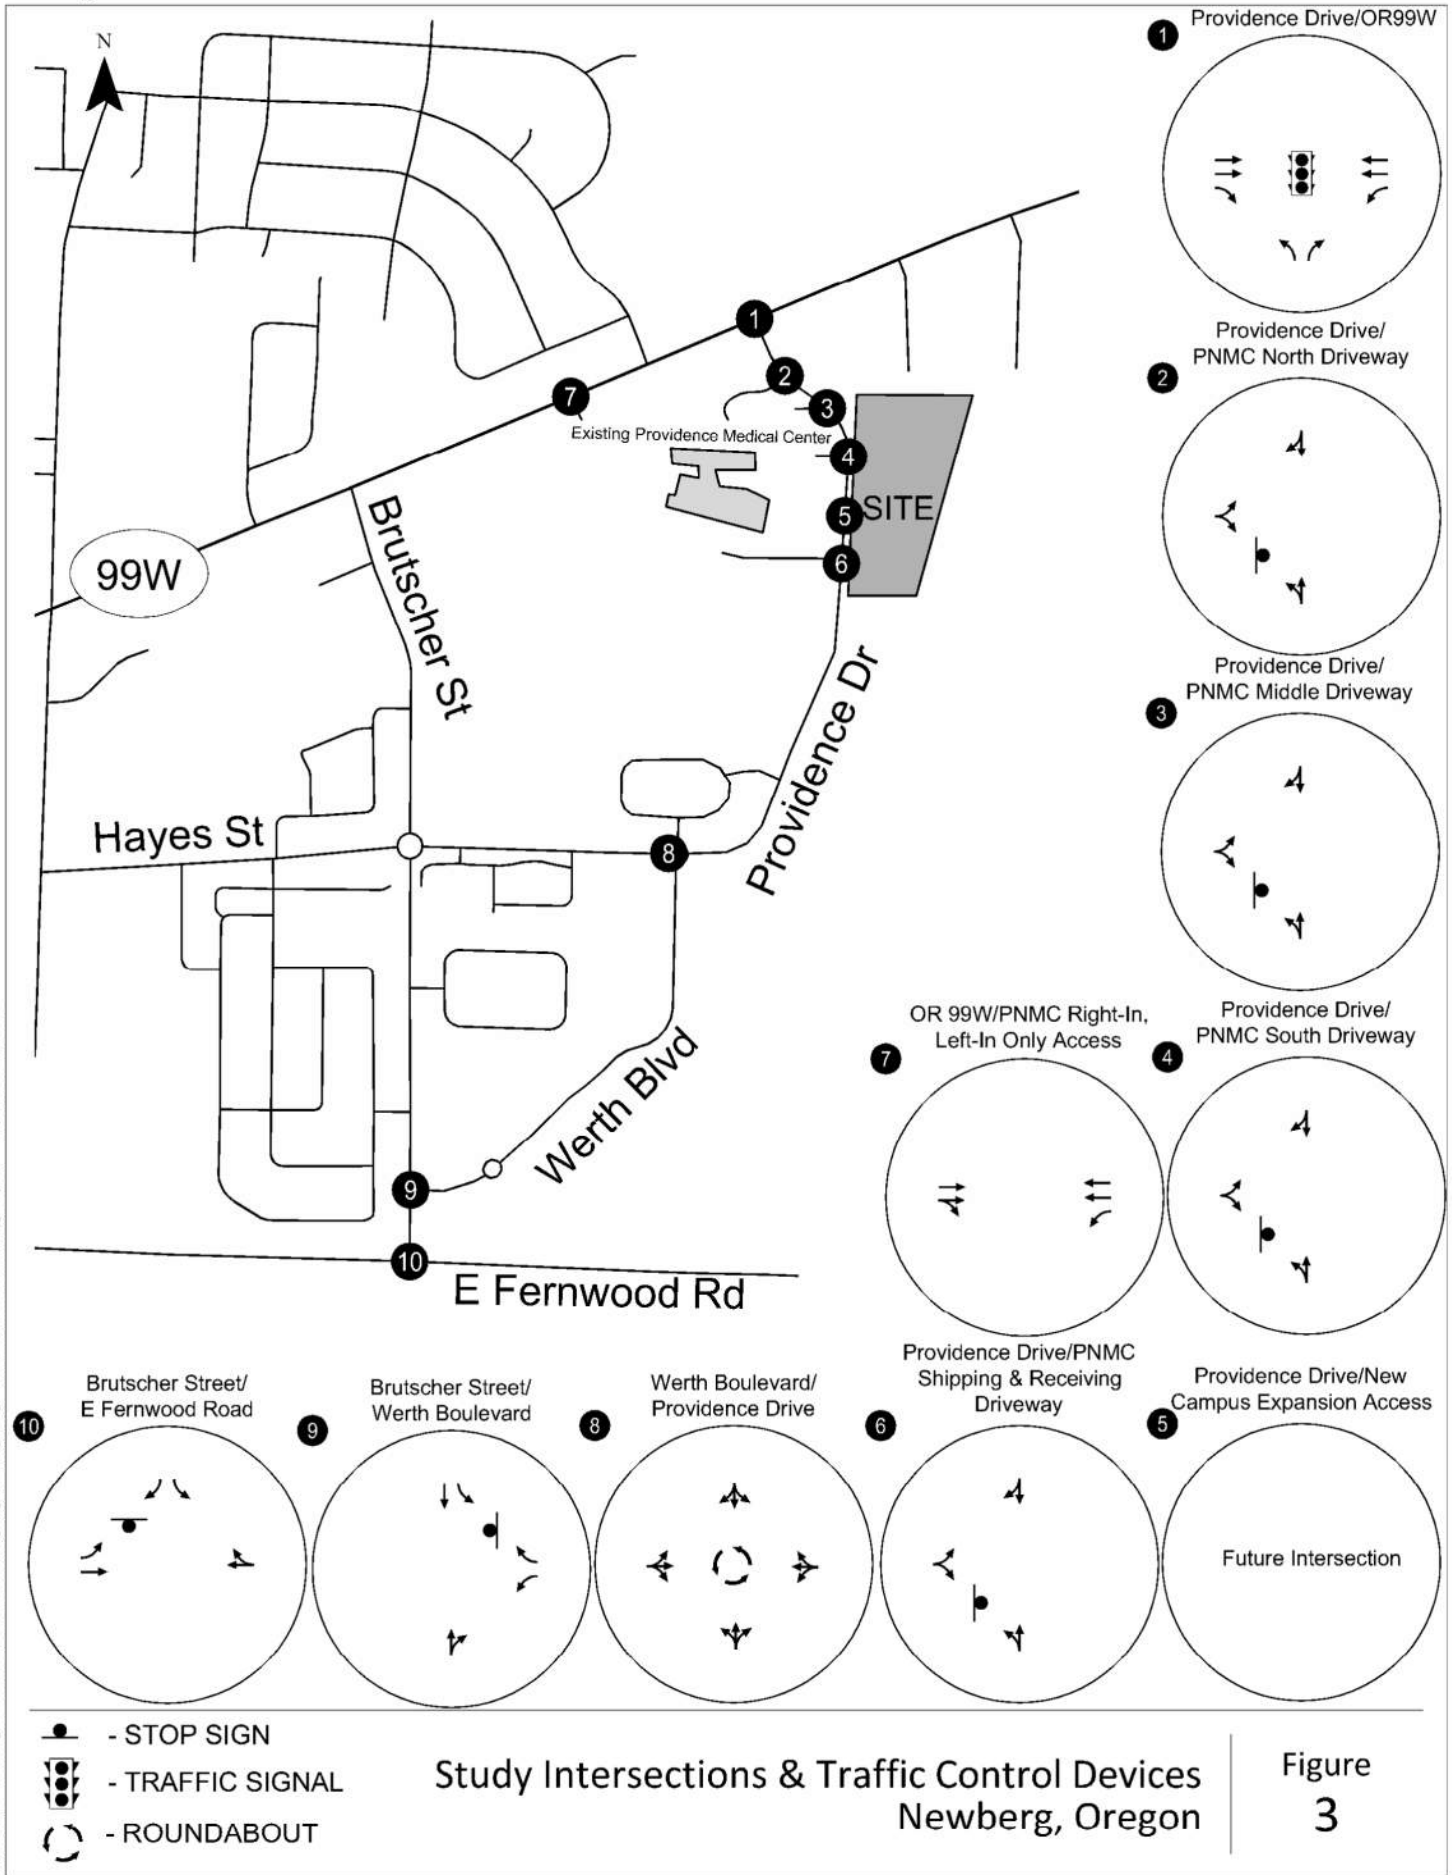 N
1
Providence Drive/OR99W
Providence Drive/
PNMC North Driveway
2
Providence Drive/
PNMC Middle Driveway
3
1
2
3
7
Existing Providence Medical Center
4
5
SITE
6
Brutscher St
99W
Providence Dr
Hayes St
8
Werth Blvd
9
10
E Fernwood Rd
OR 99W/PNMC Right-In,
Left-In Only Access
7
Providence Drive/
PNMC South Driveway
4
Brutscher Street/
E Fernwood Road
10
Brutscher Street/
Werth Boulevard
9
Werth Boulevard/
Providence Drive
8
Providence Drive/PNMC
Shipping & Receiving
Driveway
6
Providence Drive/New
Campus Expansion Access
5
Future Intersection
- STOP SIGN
- TRAFFIC SIGNAL
- ROUNDABOUT
Study Intersections & Traffic Control Devices
Newberg, Oregon
Figure
3